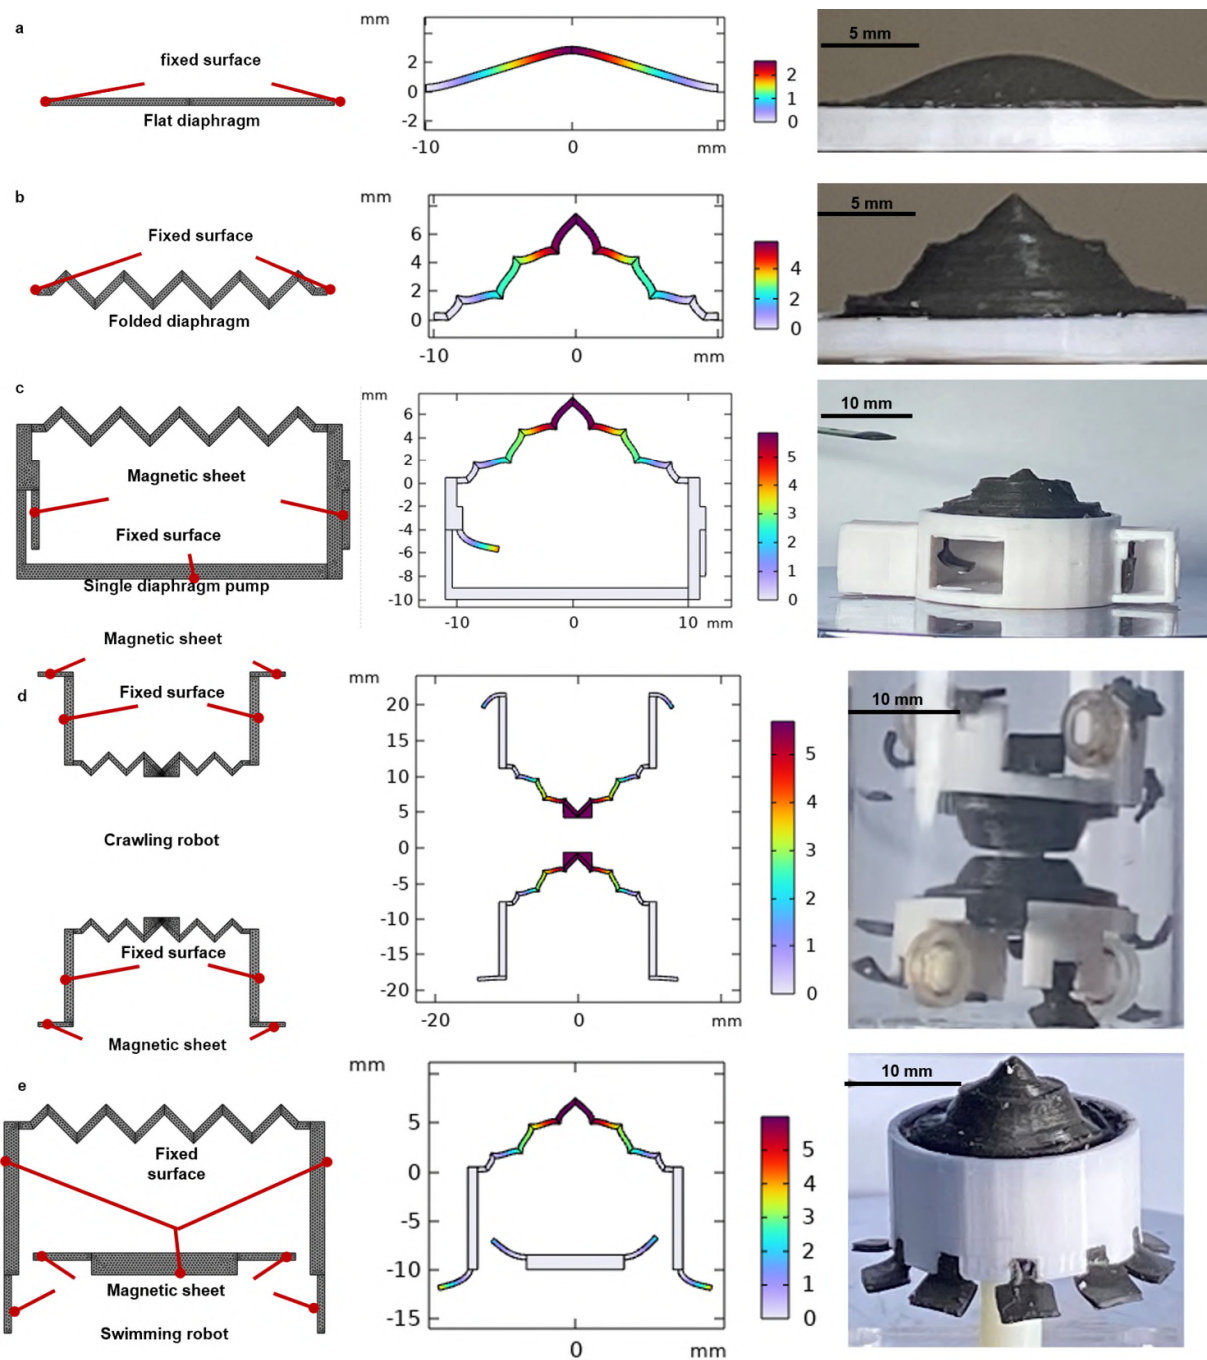 a
fixed surface
Flat diaphragm
mm
2
0
-2
-10
0
mm
2
1
0
5 mm
b
Fixed surface
Folded diaphragm
mm
6
4
2
0
-10
0
mm
4
2
0
5 mm
c
Magnetic sheet
Fixed surface
Single diaphragm pump
mm
6
4
2
0
-2
-4
-6
-8
-10
-10
0
10
mm
5
4
3
2
1
0
10 mm
d
Magnetic sheet
Fixed surface
Crawling robot
Fixed surface
Magnetic sheet
mm
20
15
10
5
0
-5
-10
-15
-20
-20
0
mm
5
4
3
2
1
0
10 mm
e
Fixed
surface
Magnetic sheet
Swimming robot
mm
5
0
-5
-10
-15
0
mm
5
4
3
2
1
0
10 mm